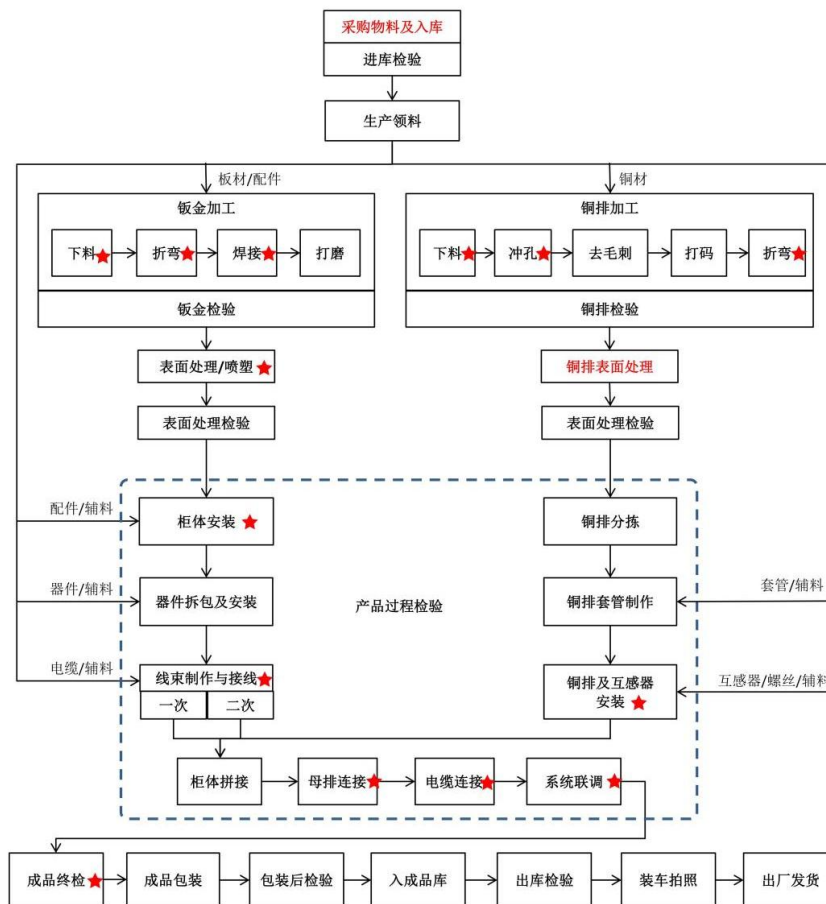 采购物料及入库
进库检验
生产领料
板材/配件
铜材
钣金加工
下料
折弯
焊接
打磨
钣金检验
铜排加工
下料
冲孔
去毛刺
打码
折弯
铜排检验
表面处理/喷塑
铜排表面处理
表面处理检验
表面处理检验
配件/辅料
柜体安装
铜排分拣
器件/辅料
器件拆包及安装
产品过程检验
铜排套管制作
套管/辅料
电缆/辅料
线束制作与接线
一次
二次
铜排及互感器
安装
互感器/螺丝/辅料
柜体拼接
母排连接
电缆连接
系统联调
成品终检
成品包装
包装后检验
入成品库
出库检验
装车拍照
出厂发货